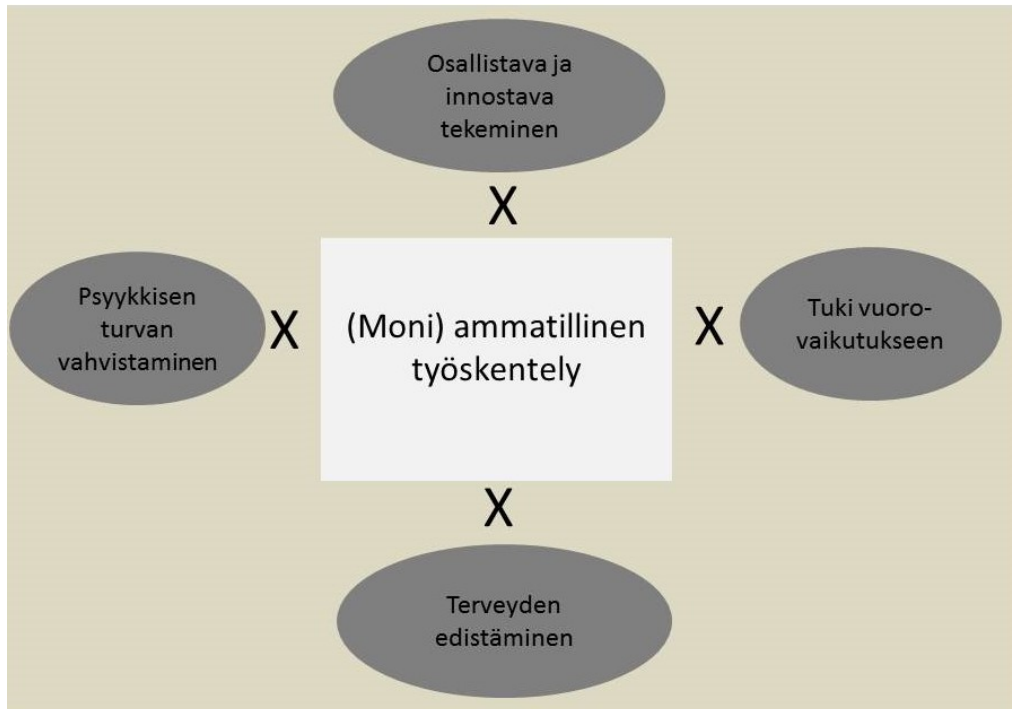 Osallistava ja
innostava
tekeminen
X
Psyykkisen
turvan
vahvistaminen
X
(Moni) ammatillinen
työskentely
X
Tuki vuoro-
vaikutukseen
X
Terveyden
edistäminen